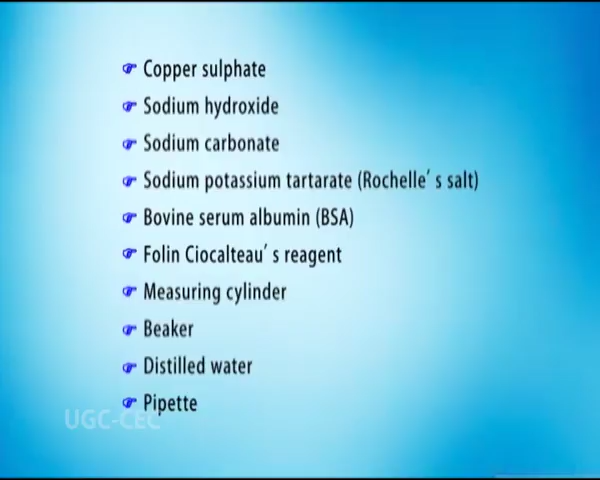 Copper sulphate
Sodium hydroxide
Sodium carbonate
Sodium potassium tartarate (Rochelle's salt)
Bovine serum albumin (BSA)
Folin Ciocalteau's reagent
Measuring cylinder
Beaker
Distilled water
Pipette
UGC-CEC